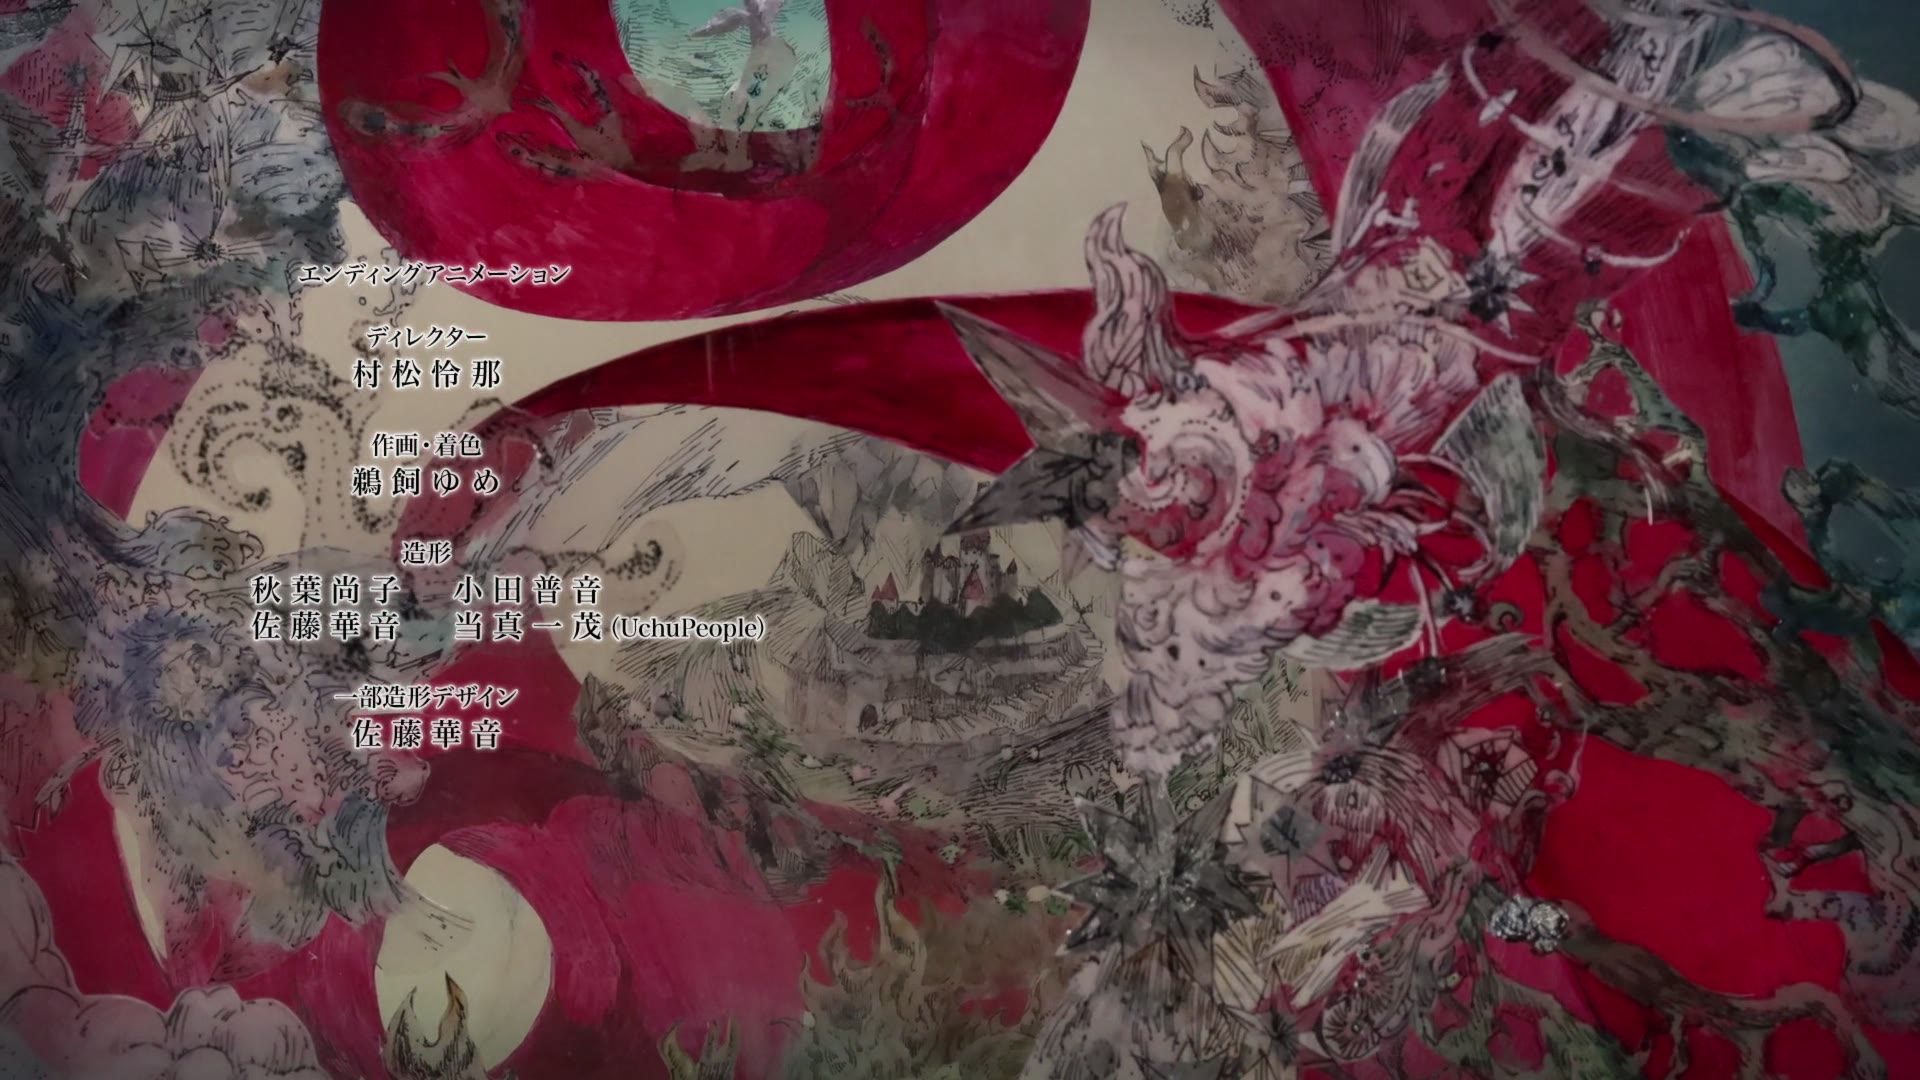 エンディングアニメーション
ディレクター
村松怜那
作画・着色
鵜飼ゆめ
造形
秋葉尚子　小田普音
佐藤華音　当真一茂(UchuPeople)
一部造形デザイン
佐藤華音